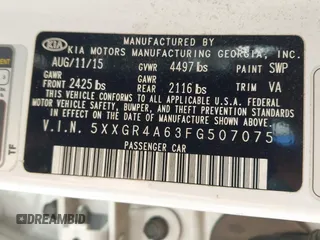 KIA KIA MOTORS MANUFACTURING GEORGIA, INC.
AUG/11/15 GVWR 4497 lbs PAINT SWP
GAWR FRONT 2425 lbs GAWR REAR 2116 lbs TRIM VA
THIS VEHICLE CONFORMS TO ALL APPLICABLE FEDERAL MOTOR VEHICLE SAFETY, BUMPER, AND THEFT PREVENTION STANDARDS IN EFFECT ON THE DATE OF MANUFACTURE SHOWN ABOVE.
V.I.N. 5XXGR4A63FG507075
PASSENGER CAR
TF
DREAMBID